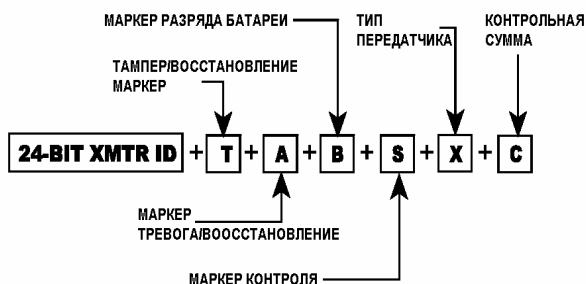 МАРКЕР РАЗРЯДА БАТАРЕИ
ТИП
ПЕРЕДАТЧИКА
КОНТРОЛЬНАЯ
СУММА
ТАМПЕР/ВОССТАНОВЛЕНИЕ
МАРКЕР
24-BIT XMTR ID + T + A + B + S + X + C
МАРКЕР
ТРЕВОГА/ВООССТАНОВЛЕНИЕ
МАРКЕР КОНТРОЛЯ